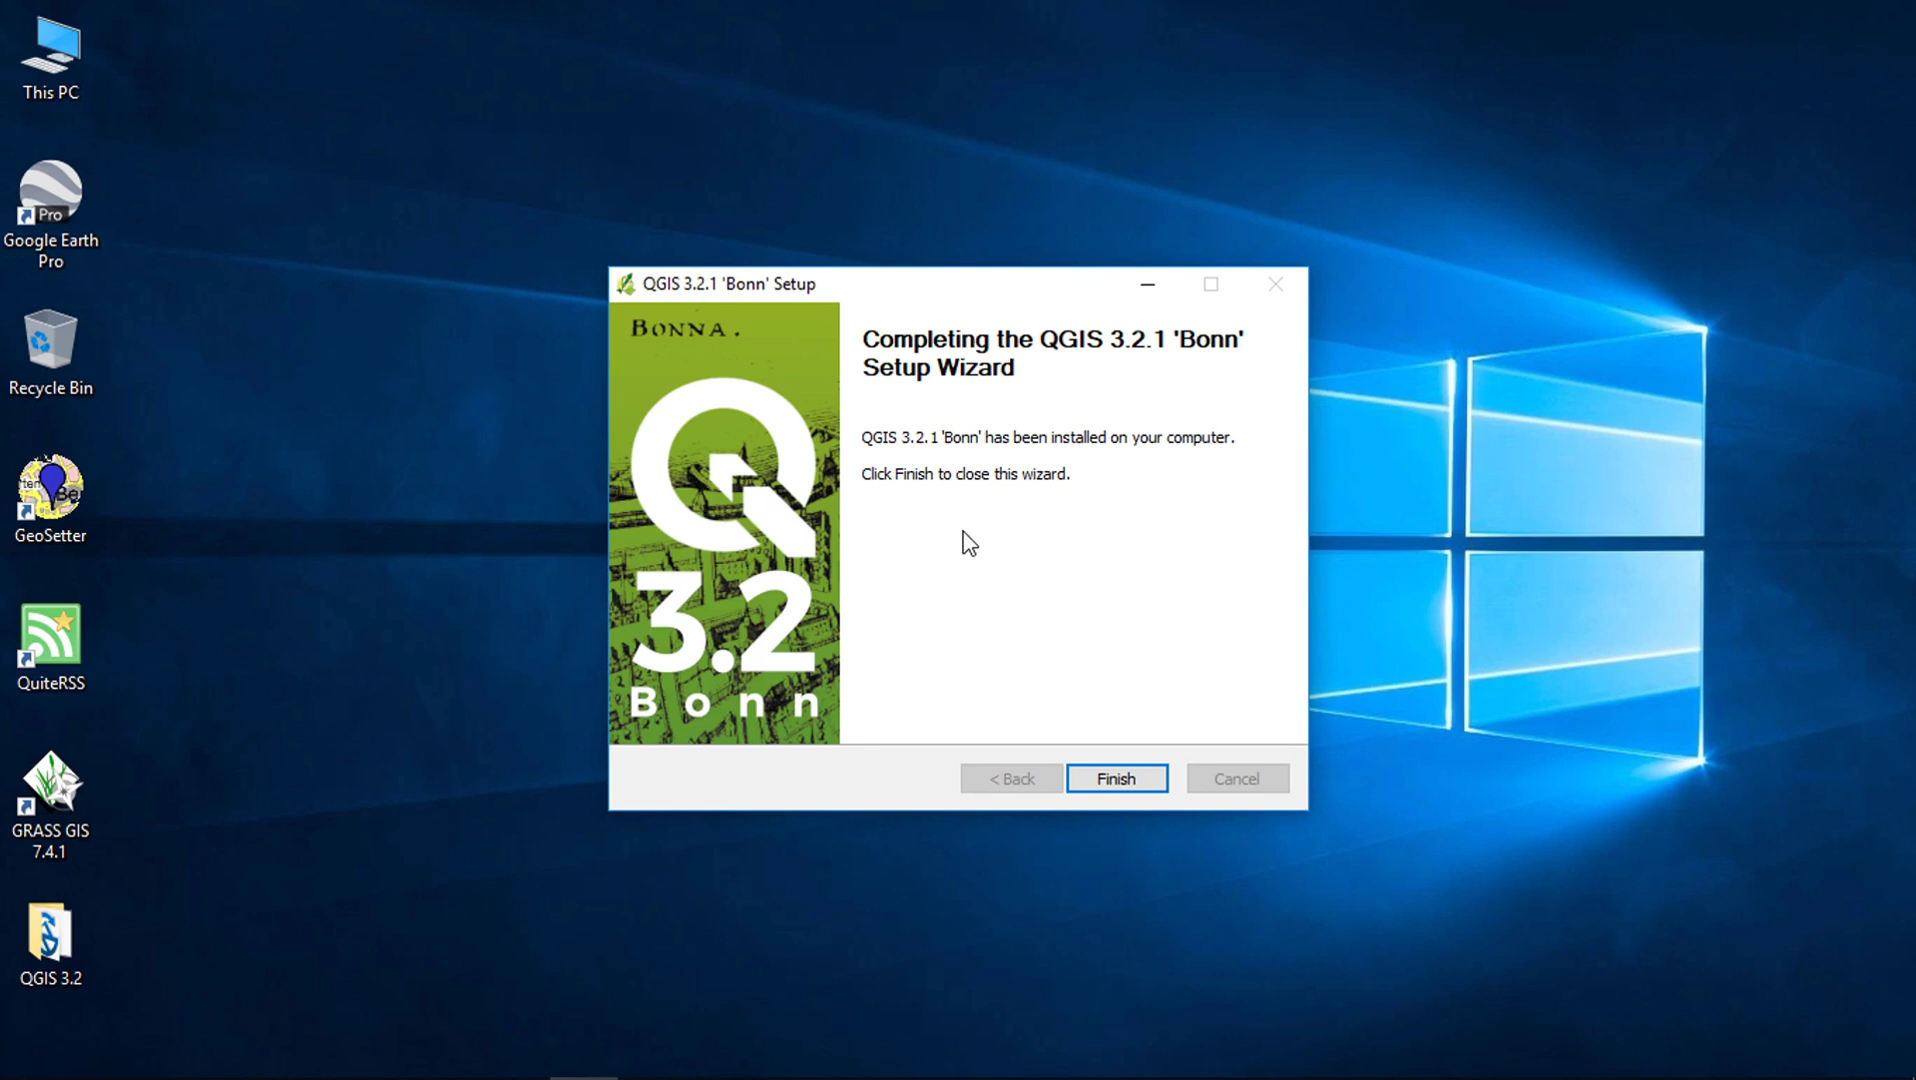 This PC
Pro
Google Earth
Pro
Recycle Bin
GeoSetter
QuiteRSS
GRASS GIS
7.4.1
QGIS 3.2
QGIS 3.2.1 'Bonn' Setup
BONNA.
3.2
Bonn
Completing the QGIS 3.2.1 'Bonn'
Setup Wizard
QGIS 3.2.1 'Bonn' has been installed on your computer.
Click Finish to close this wizard.
< Back
Finish
Cancel